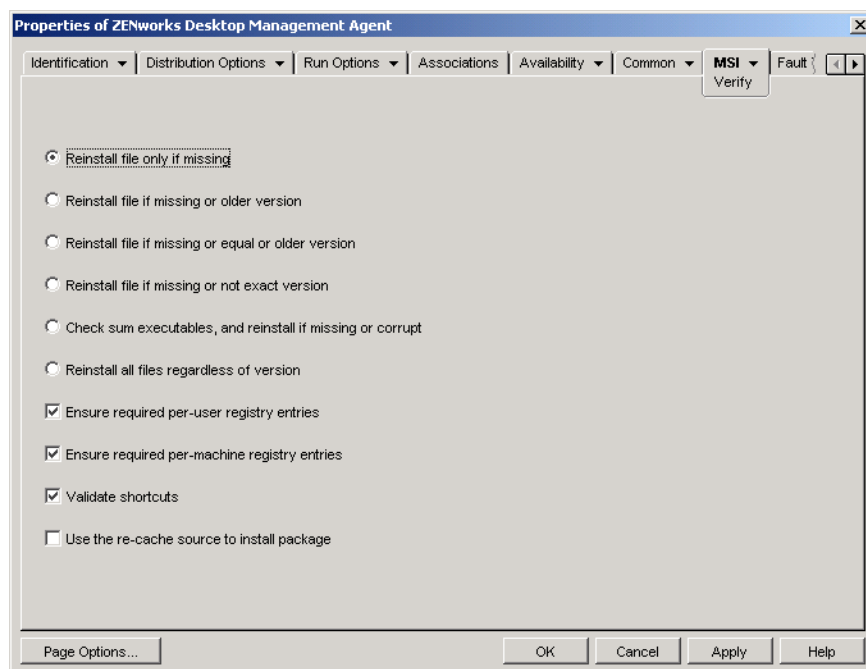 Properties of ZENworks Desktop Management Agent
Identification
Distribution Options
Run Options
Associations
Availability
Common
MSI
Fault
Verify
Reinstall file only if missing
Reinstall file if missing or older version
Reinstall file if missing or equal or older version
Reinstall file if missing or not exact version
Check sum executables, and reinstall if missing or corrupt
Reinstall all files regardless of version
Ensure required per-user registry entries
Ensure required per-machine registry entries
Validate shortcuts
Use the re-cache source to install package
Page Options...
OK
Cancel
Apply
Help